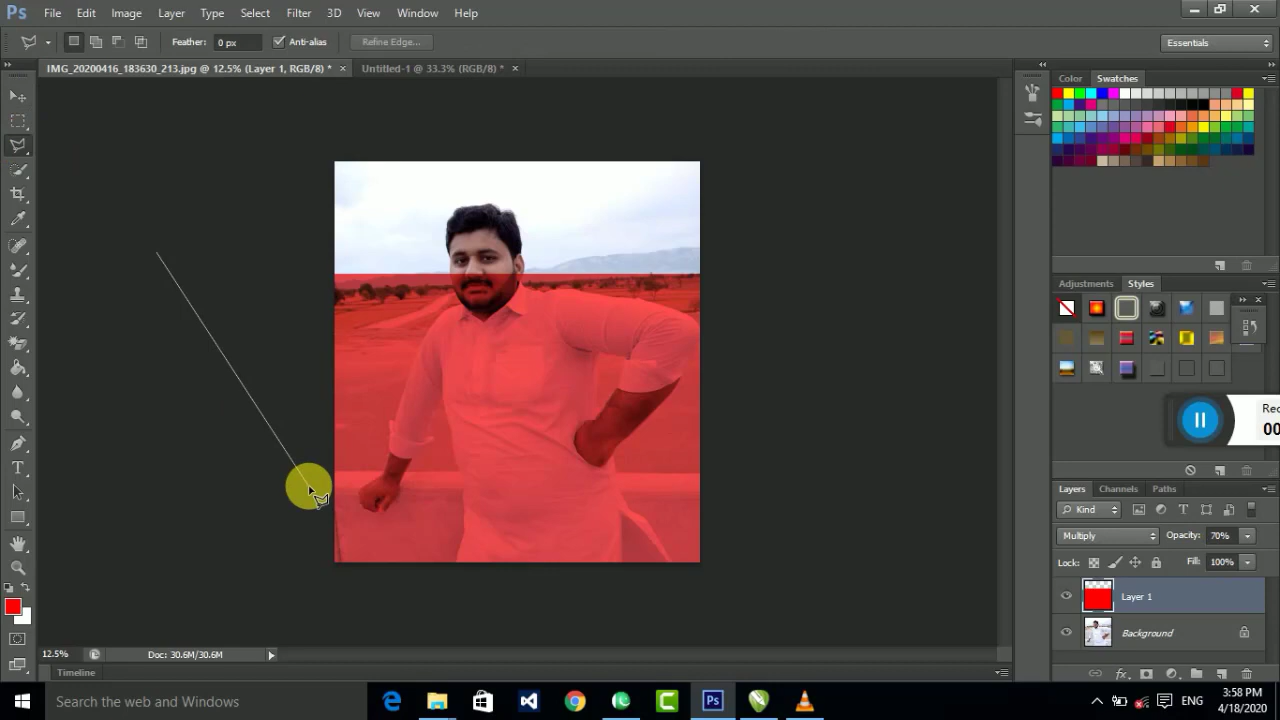 Ps File Edit Image Layer Type Select Filter 3D View Window Help
Feather: 0 px Anti-alias Refine Edge... Essentials
IMG_20200416_183630_213.jpg @ 12.5% (Layer 1, RGB/8) * × Untitled-1 @ 33.3% (RGB/8) * ×
Color Swatches
Adjustments Styles
Rec
00
Layers Channels Paths
Kind
Multiply Opacity: 70%
Lock: Fill: 100%
Layer 1
Background
12.5% Doc: 30.6M/30.6M
Timeline
Search the web and Windows
ENG
3:58 PM
4/18/2020